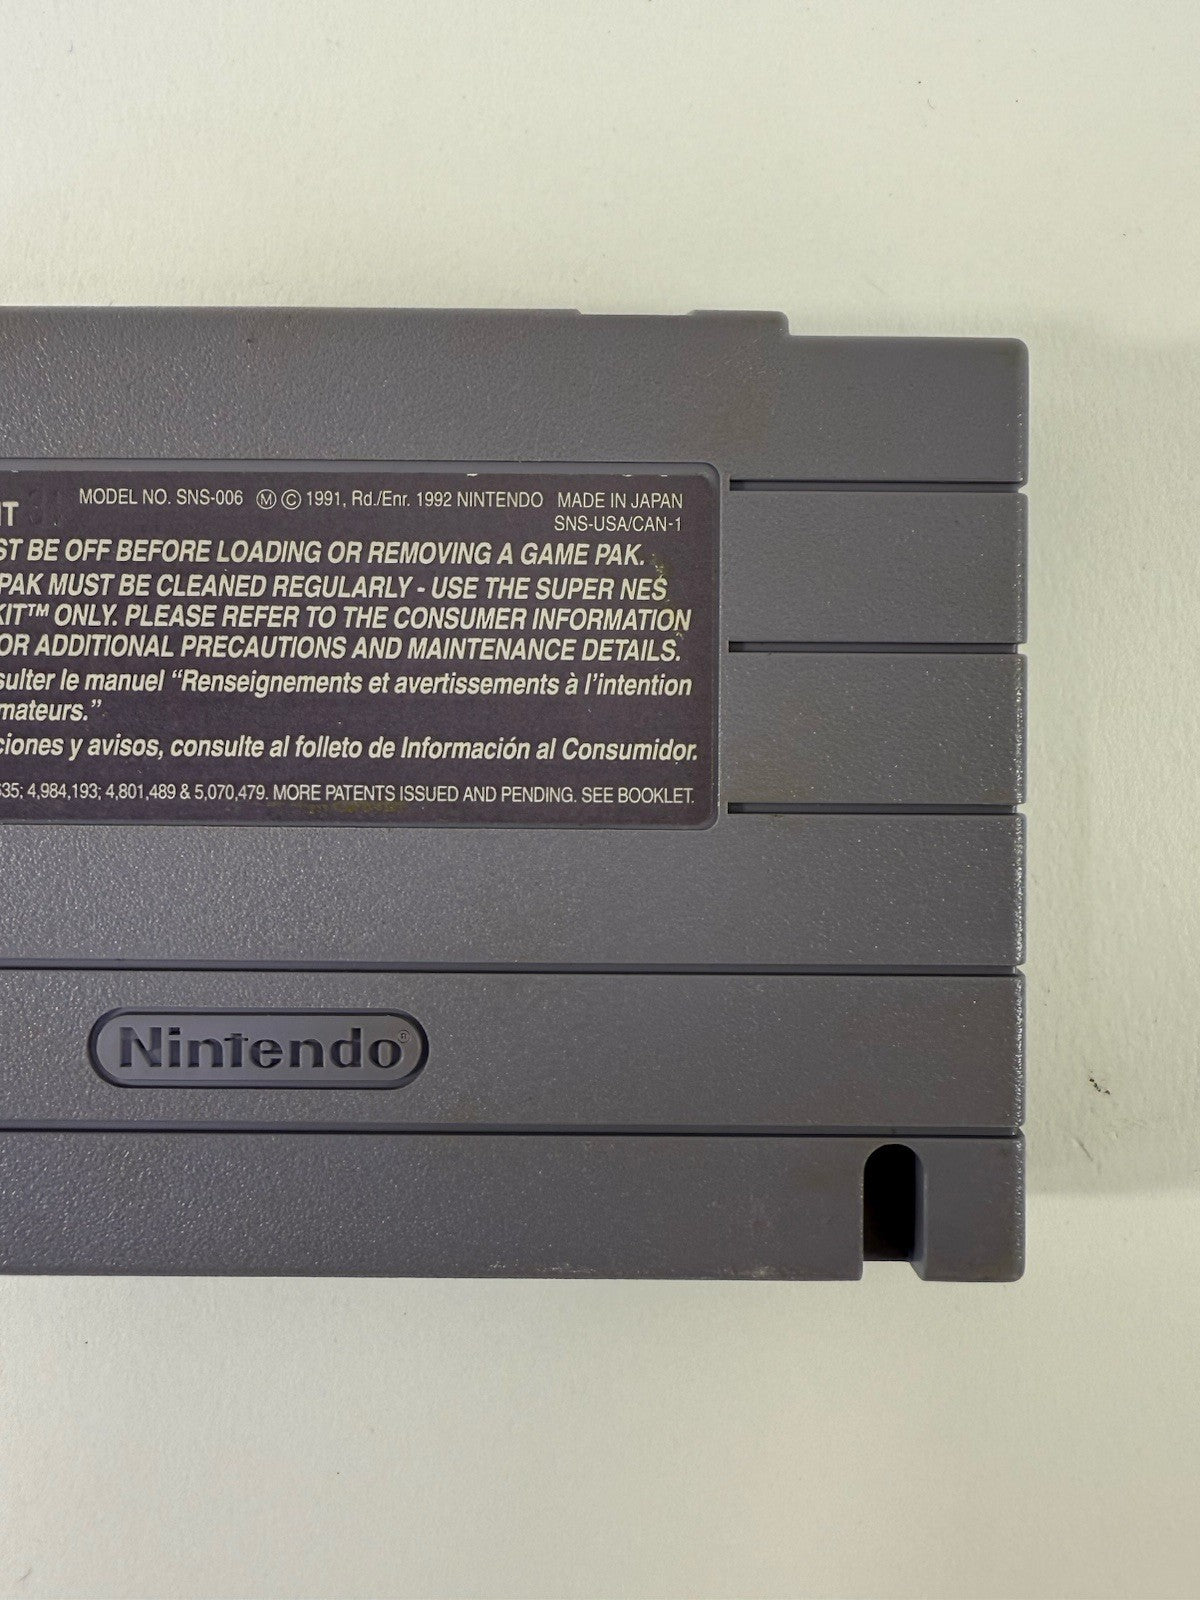 MODEL NO. SNS-006 Ⓜ © 1991, Rd./Enr. 1992 NINTENDO MADE IN JAPAN
SNS-USA/CAN-1
BE OFF BEFORE LOADING OR REMOVING A GAME PAK.
PAK MUST BE CLEANED REGULARLY - USE THE SUPER NES
KIT™ ONLY. PLEASE REFER TO THE CONSUMER INFORMATION
OR ADDITIONAL PRECAUTIONS AND MAINTENANCE DETAILS.
sulter le manuel “Renseignements et avertissements à l’intention
mateurs.”
ciones y avisos, consulte al folleto de Información al Consumidor.
635; 4,984,193; 4,801,489 & 5,070,479. MORE PATENTS ISSUED AND PENDING. SEE BOOKLET.
Nintendo®